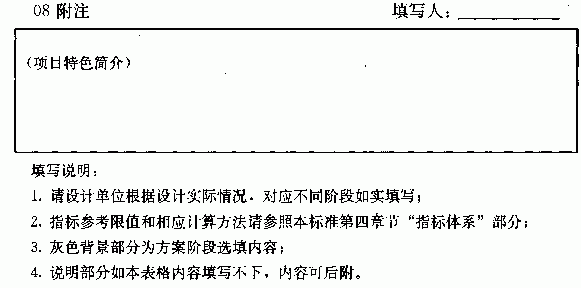 08 附注 填写人：
（项目特色简介）
填写说明：
1. 请设计单位根据设计实际情况．对应不同阶段如实填写；
2. 指标参考限值和相应计算方法请参照本标准第四章节“指标体系”部分；
3. 灰色背景部分为方案阶段选填内容；
4. 说明部分如本表格内容填写不下，内容可后附。